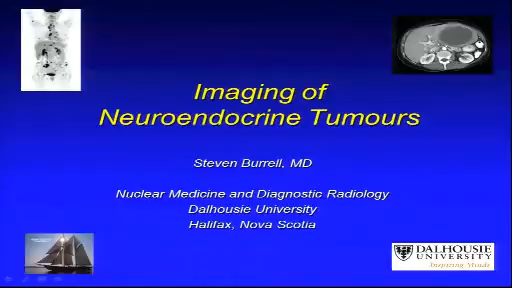 Imaging of
Neuroendocrine Tumours
Steven Burrell, MD
Nuclear Medicine and Diagnostic Radiology
Dalhousie University
Halifax, Nova Scotia
DALHOUSIE
UNIVERSITY
Inspiring Minds